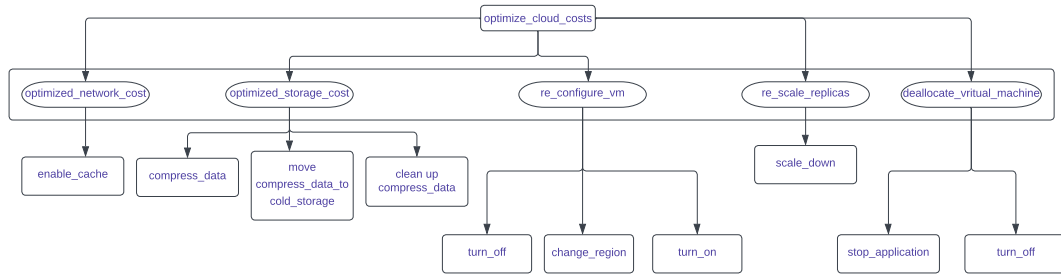 optimize_cloud_costs
optimized_network_cost
optimized_storage_cost
re_configure_vm
re_scale_replicas
deallocate_vritual_machine
enable_cache
compress_data
move
compress_data_to
cold_storage
clean up
compress_data
scale_down
turn_off
change_region
turn_on
stop_application
turn_off